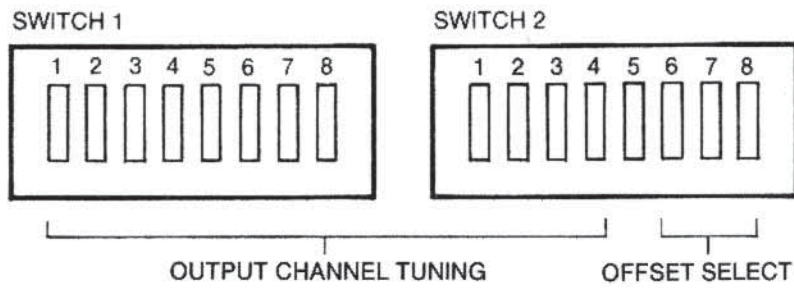 SWITCH 1 SWITCH 2
1 2 3 4 5 6 7 8 1 2 3 4 5 6 7 8
OUTPUT CHANNEL TUNING OFFSET SELECT